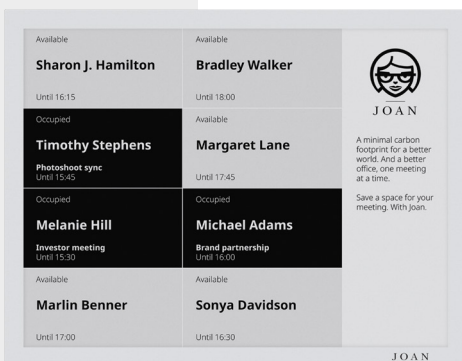 Available
Sharon J. Hamilton
Until 16:15
Available
Bradley Walker
Until 18:00
Occupied
Timothy Stephens
Photoshoot sync
Until 15:45
Available
Margaret Lane
Until 17:45
Occupied
Melanie Hill
Investor meeting
Until 15:30
Occupied
Michael Adams
Brand partnership
Until 16:00
Available
Marlin Benner
Until 17:00
Available
Sonya Davidson
Until 16:30
JOAN
A minimal carbon
footprint for a better
world. And a better
office, one meeting
at a time.
Save a space for your
meeting. With Joan.
JOAN